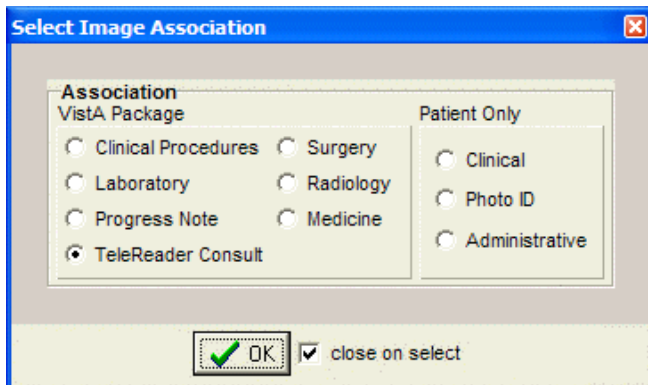 Select Image Association
Association
VistA Package
Clinical Procedures
Surgery
Laboratory
Radiology
Progress Note
Medicine
TeleReader Consult
Patient Only
Clinical
Photo ID
Administrative
OK
close on select